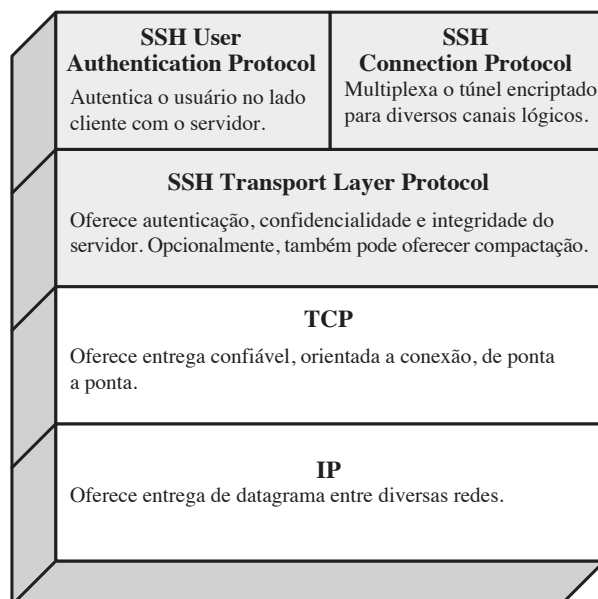 SSH User
Authentication Protocol
Autentica o usuário no lado
cliente com o servidor.
SSH
Connection Protocol
Multiplexa o túnel encriptado
para diversos canais lógicos.
SSH Transport Layer Protocol
Oferece autenticação, confidencialidade e integridade do
servidor. Opcionalmente, também pode oferecer compactação.
TCP
Oferece entrega confiável, orientada a conexão, de ponta
a ponta.
IP
Oferece entrega de datagrama entre diversas redes.